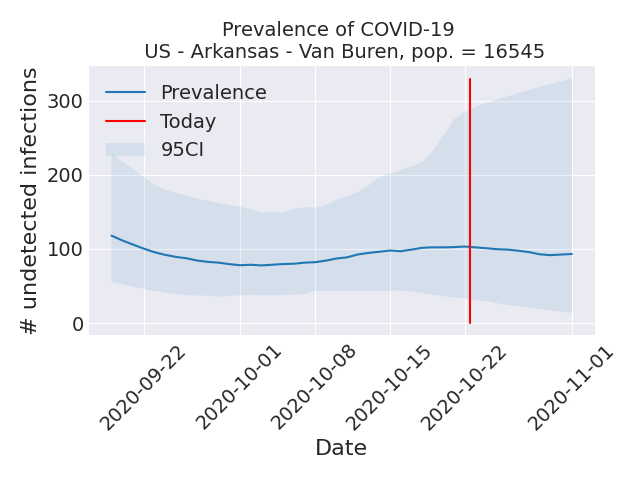 Prevalence of COVID-19
US - Arkansas - Van Buren, pop. = 16545
# undetected infections
300
200
100
0
Prevalence
Today
95CI
2020-09-22
2020-10-01
2020-10-08
2020-10-15
2020-10-22
2020-11-01
Date